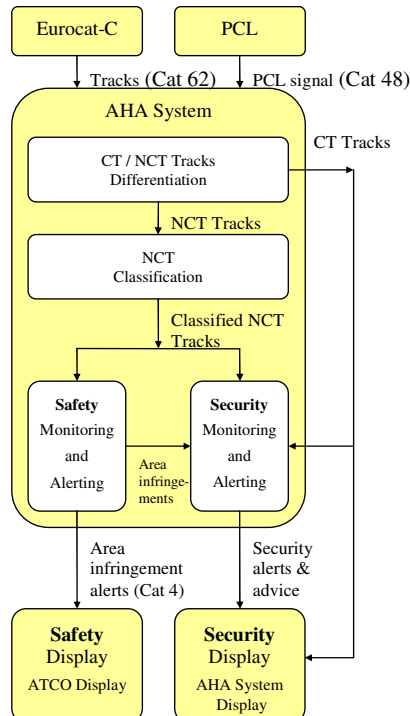 Eurocat-C
PCL
Tracks (Cat 62)
PCL signal (Cat 48)
AHA System
CT Tracks
CT / NCT Tracks
Differentiation
NCT Tracks
NCT
Classification
Classified NCT
Tracks
Safety
Monitoring
and
Alerting
Area
infringe-
ments
Security
Monitoring
and
Alerting
Area
infringement
alerts (Cat 4)
Security
alerts &
advice
Safety
Display
ATCO Display
Security
Display
AHA System
Display